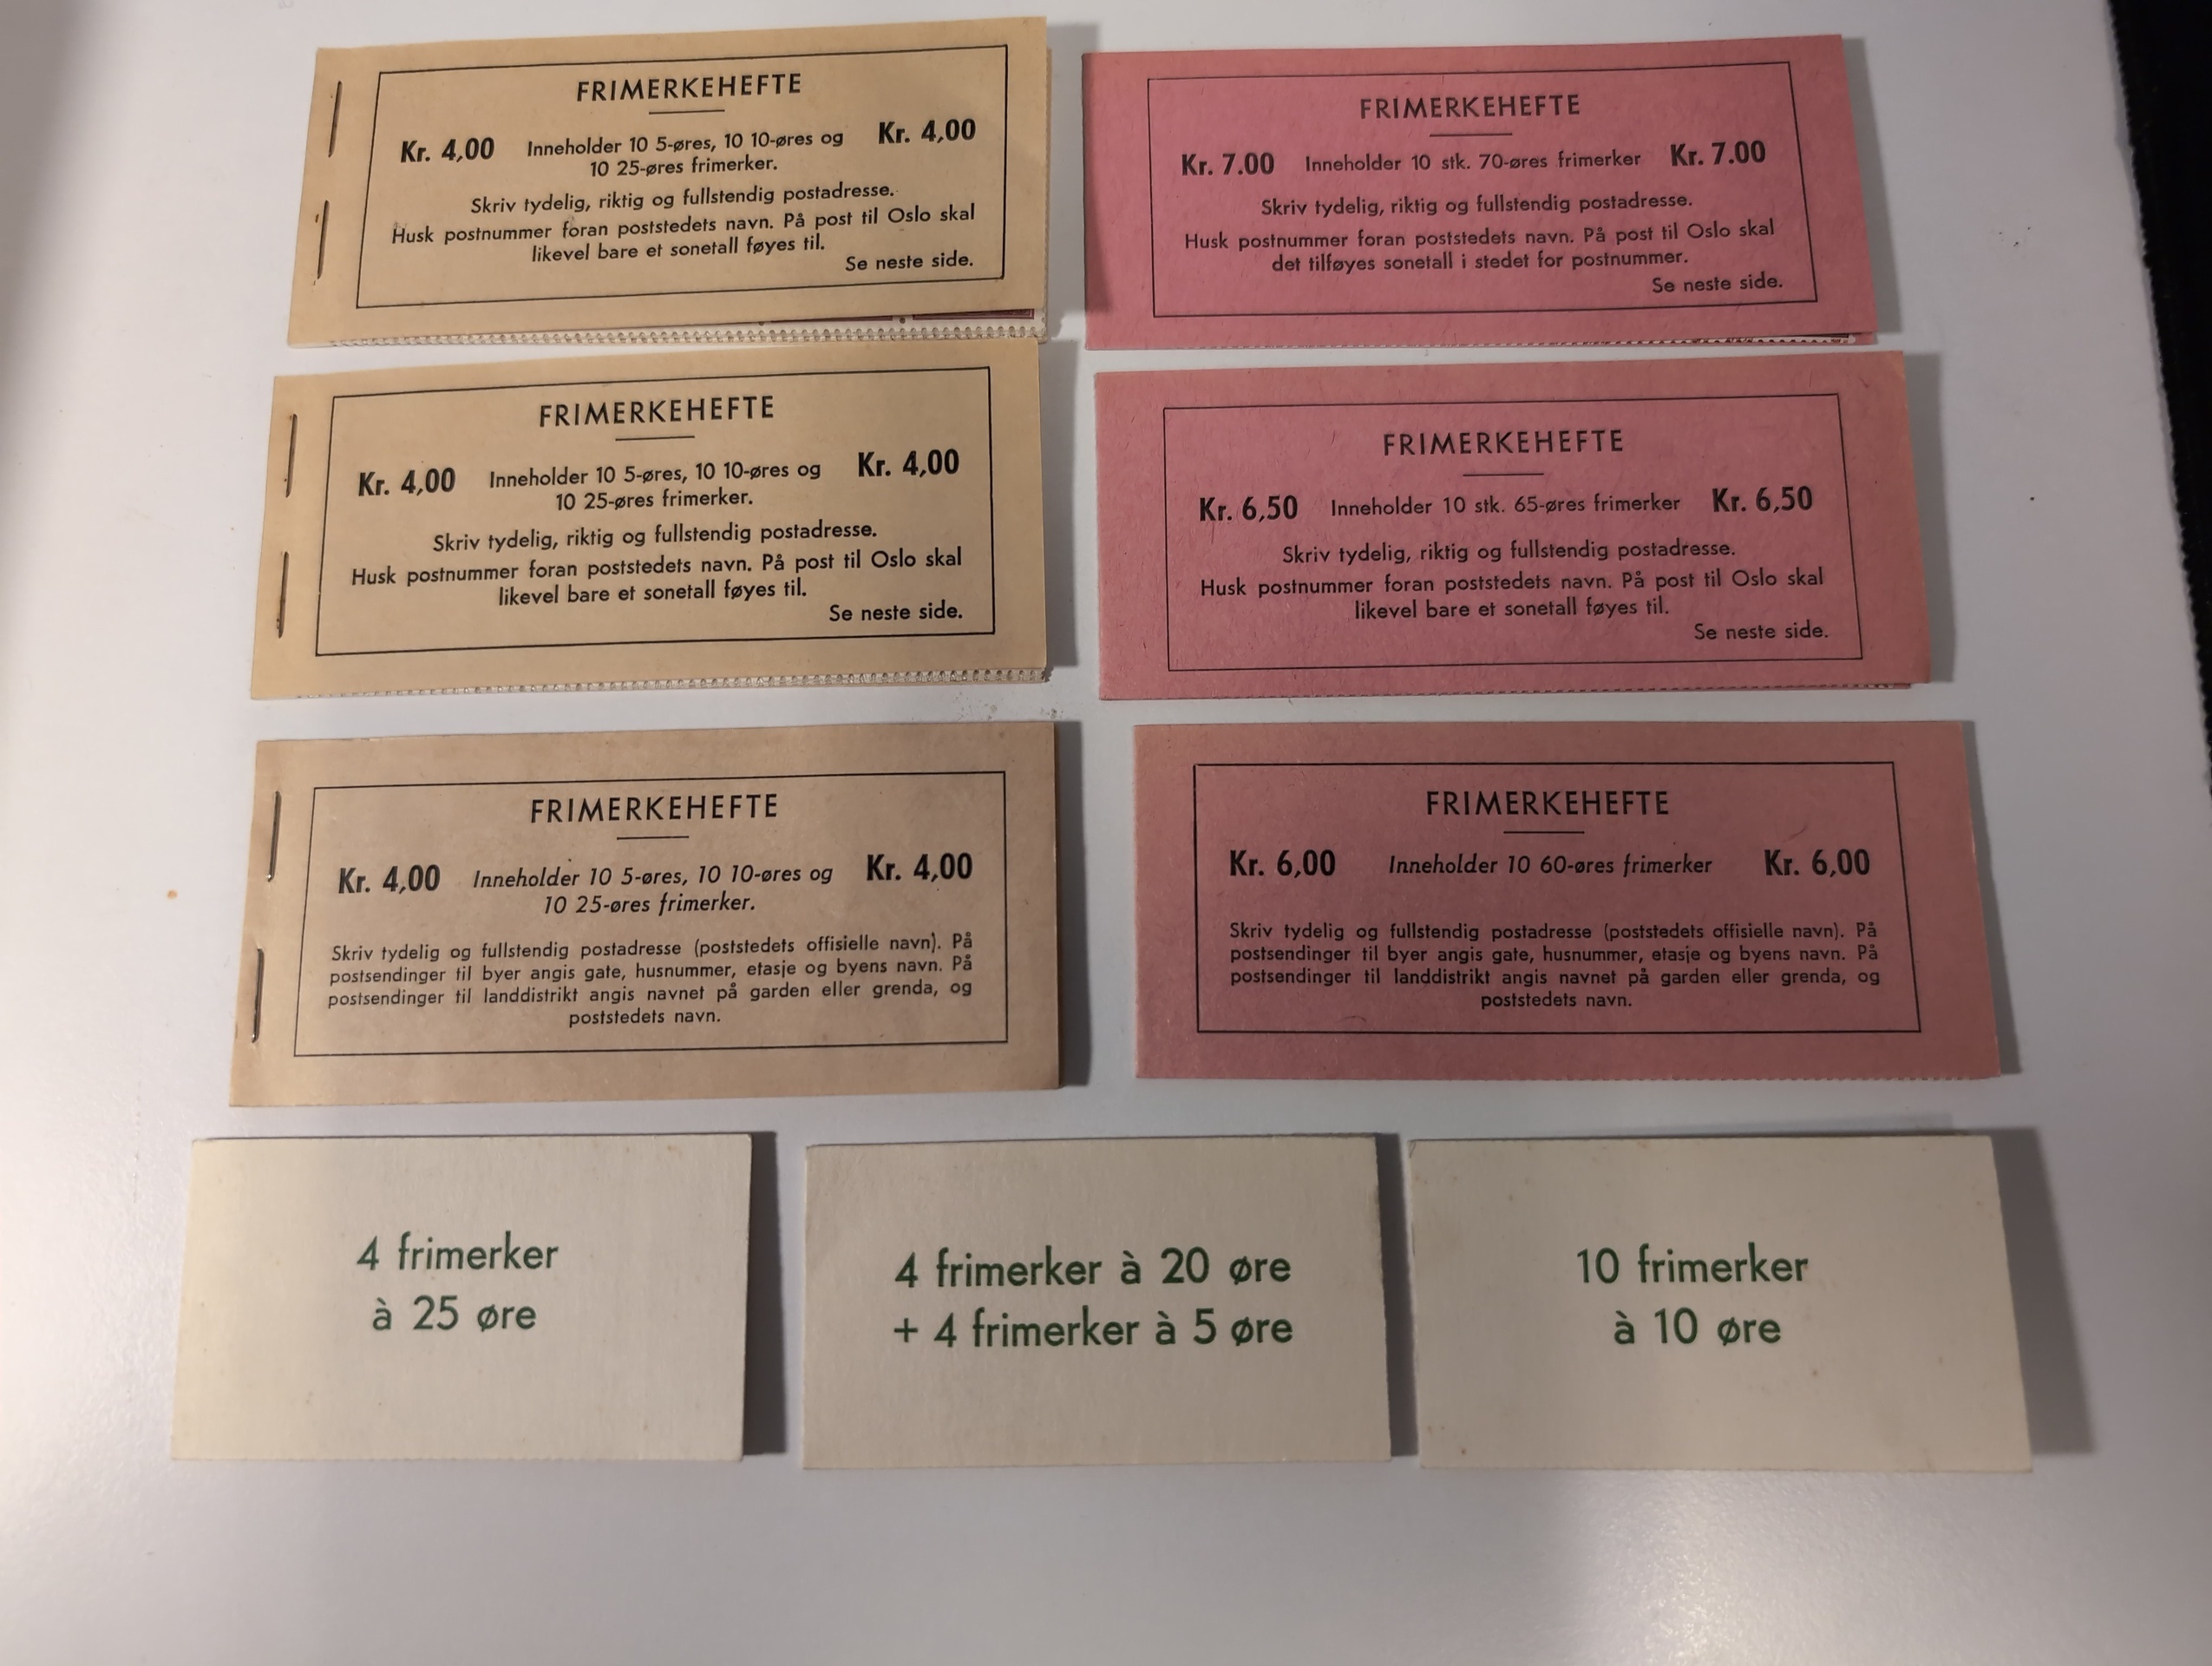 FRIMERKEHEFTE
Kr. 4,00 Inneholder 10 5-øres, 10 10-øres og Kr. 4,00
10 25-øres frimerker.
Skriv tydelig, riktig og fullstendig postadresse.
Husk postnummer foran poststedets navn. På post til Oslo skal
likevel bare et sonetall føyes til.
Se neste side.
FRIMERKEHEFTE
Kr. 7.00 Inneholder 10 stk. 70-øres frimerker Kr. 7.00
Skriv tydelig, riktig og fullstendig postadresse.
Husk postnummer foran poststedets navn. På post til Oslo skal
det tilføyes sonetall i stedet for postnummer.
Se neste side.
FRIMERKEHEFTE
Kr. 4,00 Inneholder 10 5-øres, 10 10-øres og Kr. 4,00
10 25-øres frimerker.
Skriv tydelig, riktig og fullstendig postadresse.
Husk postnummer foran poststedets navn. På post til Oslo skal
likevel bare et sonetall føyes til.
Se neste side.
FRIMERKEHEFTE
Kr. 6,50 Inneholder 10 stk. 65-øres frimerker Kr. 6,50
Skriv tydelig, riktig og fullstendig postadresse.
Husk postnummer foran poststedets navn. På post til Oslo skal
likevel bare et sonetall føyes til.
Se neste side.
FRIMERKEHEFTE
Kr. 4,00 Inneholder 10 5-øres, 10 10-øres og Kr. 4,00
10 25-øres frimerker.
Skriv tydelig og fullstendig postadresse (poststedets offisielle navn). På
postsendinger til byer angis gate, husnummer, etasje og byens navn. På
postsendinger til landdistrikt angis navnet på garden eller grenda, og
poststedets navn.
FRIMERKEHEFTE
Kr. 6,00 Inneholder 10 60-øres frimerker Kr. 6,00
Skriv tydelig og fullstendig postadresse (poststedets offisielle navn). På
postsendinger til byer angis gate, husnummer, etasje og byens navn. På
postsendinger til landdistrikt angis navnet på garden eller grenda, og
poststedets navn.
4 frimerker
à 25 øre
4 frimerker à 20 øre
+ 4 frimerker à 5 øre
10 frimerker
à 10 øre